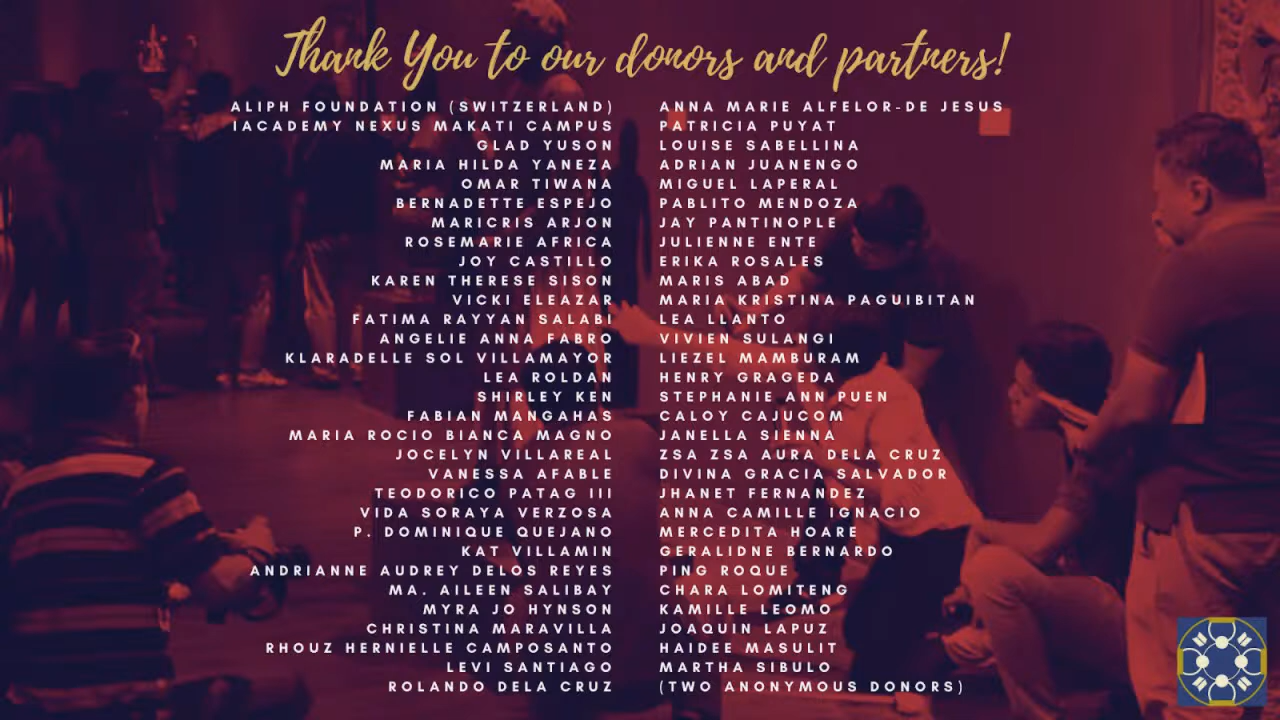 Thank You to our donors and partners!
ALIPH FOUNDATION (SWITZERLAND)
IACADEMY NEXUS MAKATI CAMPUS
GLAD YUSON
MARIA HILDA YANEZA
OMAR TIWANA
BERNADETTE ESPEJO
MARICRIS ARJON
ROSEMARIE AFRICA
JOY CASTILLO
KAREN THERESE SISON
VICKI ELEAZAR
FATIMA RAYYAN SALABI
ANGELIE ANNA FABRO
KLARADELLE SOL VILLAMAYOR
LEA ROLDAN
SHIRLEY KEN
FABIAN MANGAHAS
MARIA ROCIO BIANCA MAGNO
JOCELYN VILLAREAL
VANESSA AFABLE
TEODORICO PATAG III
VIDA SORAYA VERZOSA
P. DOMINIQUE QUEJANO
KAT VILLAMIN
ANDRIANNE AUDREY DELOS REYES
MA. AILEEN SALIBAY
MYRA JO HYNSON
CHRISTINA MARAVILLA
RHOUZ HERNIELLE CAMPOSANTO
LEVI SANTIAGO
ROLANDO DELA CRUZ
ANNA MARIE ALFELOR-DE JESUS
PATRICIA PUYAT
LOUISE SABELLINA
ADRIAN JUANENGO
MIGUEL LAPERAL
PABLITO MENDOZA
JAY PANTINOPLE
JULIENNE ENTE
ERIKA ROSALES
MARIS ABAD
MARIA KRISTINA PAGUIBITAN
LEA LLANTO
VIVIEN SULANGI
LIEZEL MAMBURAM
HENRY GRAGEDA
STEPHANIE ANN PUEN
CALOY CAJUCOM
JANELLA SIENNA
ZSA ZSA AURA DELA CRUZ
DIVINA GRACIA SALVADOR
JHANET FERNANDEZ
ANNA CAMILLE IGNACIO
MERCEDITA HOARE
GERALIDNE BERNARDO
PING ROQUE
CHARA LOMITENG
KAMILLE LEOMO
JOAQUIN LAPUZ
HAIDEE MASULIT
MARTHA SIBULO
(TWO ANONYMOUS DONORS)